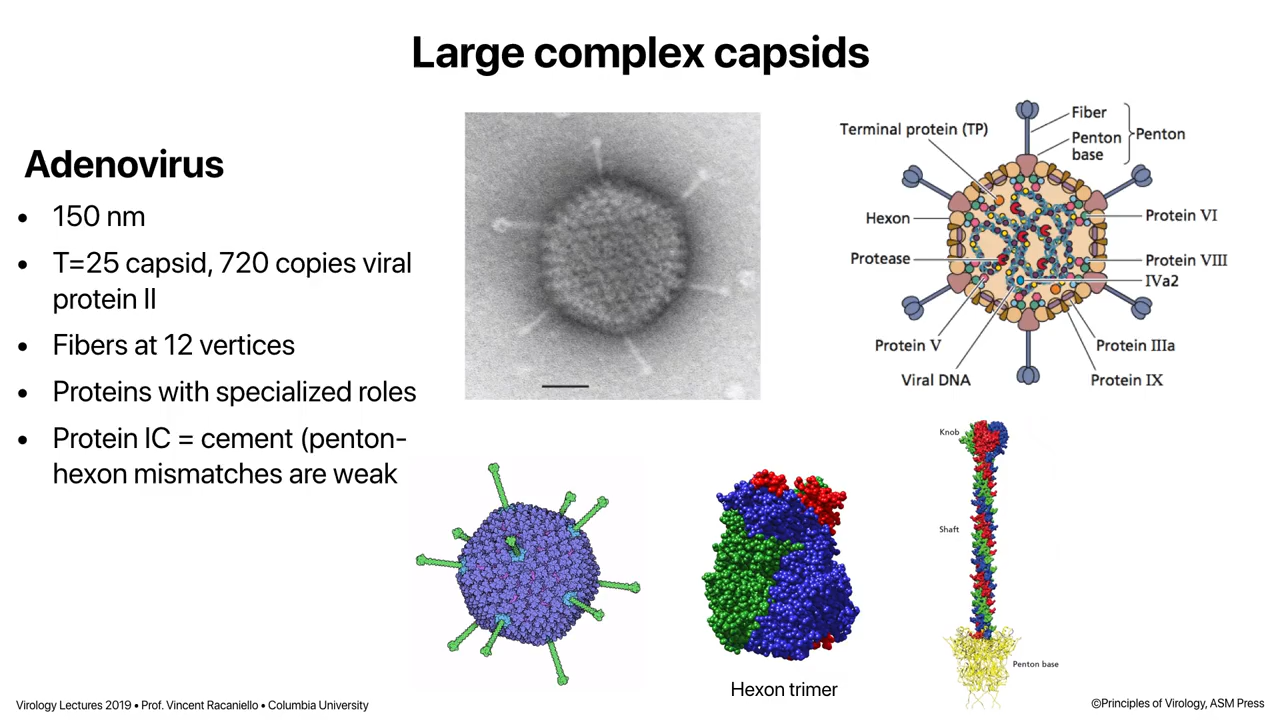 Large complex capsids
Adenovirus
• 150 nm
• T=25 capsid, 720 copies viral
protein II
• Fibers at 12 vertices
• Proteins with specialized roles
• Protein IC = cement (penton-
hexon mismatches are weak
Terminal protein (TP)
Fiber
Penton
base
Penton
Hexon
Protein VI
Protease
Protein VIII
IVa2
Protein V
Protein IIIa
Viral DNA
Protein IX
Knob
Shaft
Penton base
Hexon trimer
Virology Lectures 2019 • Prof. Vincent Racaniello • Columbia University
©Principles of Virology, ASM Press